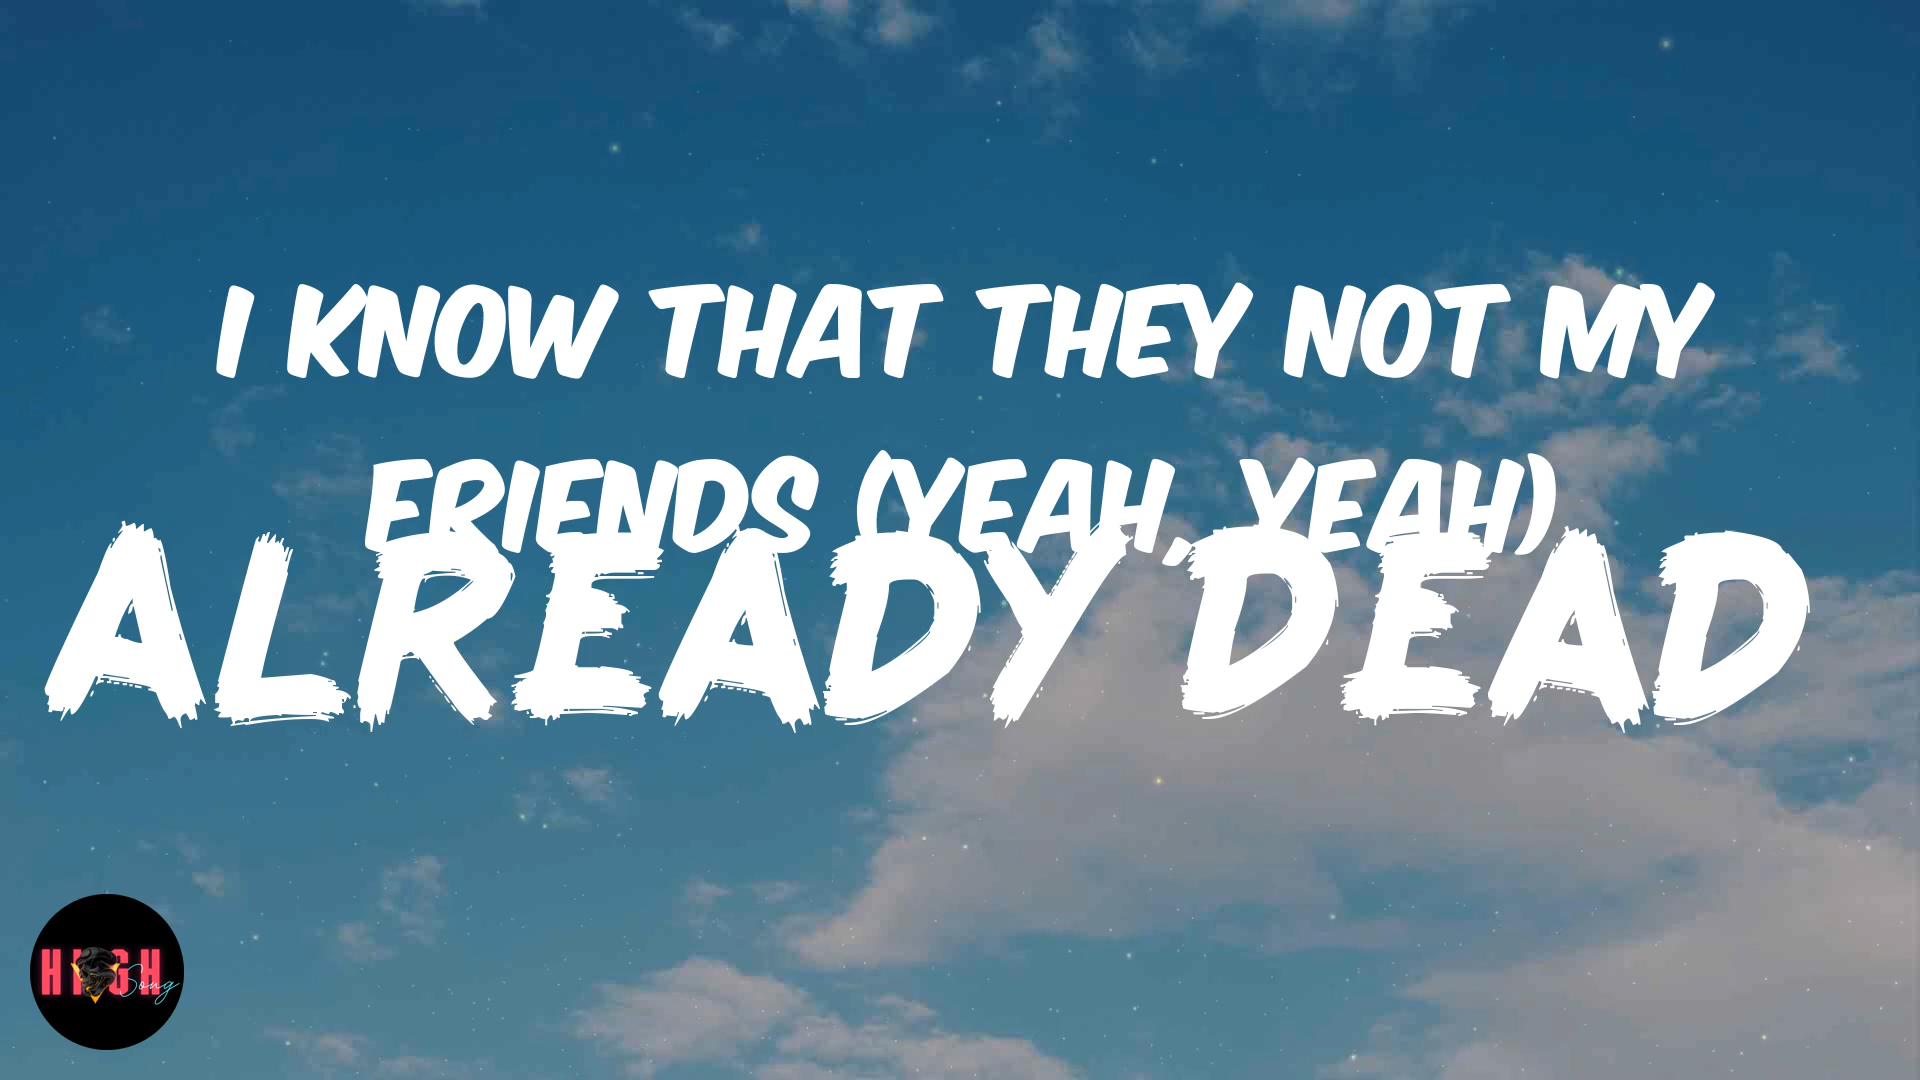 I KNOW THAT THEY NOT MY
FRIENDS (YEAH, YEAH)
ALREADY DEAD
HIGH
Song